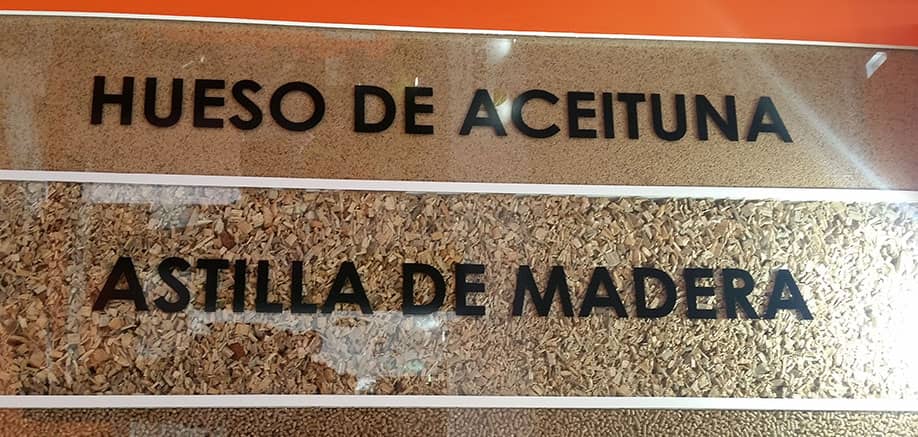 HUESO DE ACEITUNA
ASTILLA DE MADERA